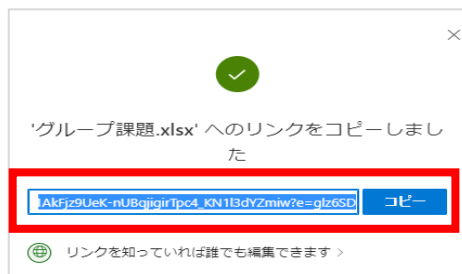 'グループ課題.xlsx' へのリンクをコピーしまし
た
!AkFjz9UeK-nUBqjigirTpc4_KN1l3dYZmiw?e=glz6SD
コピー
リンクを知っていれば誰でも編集できます >